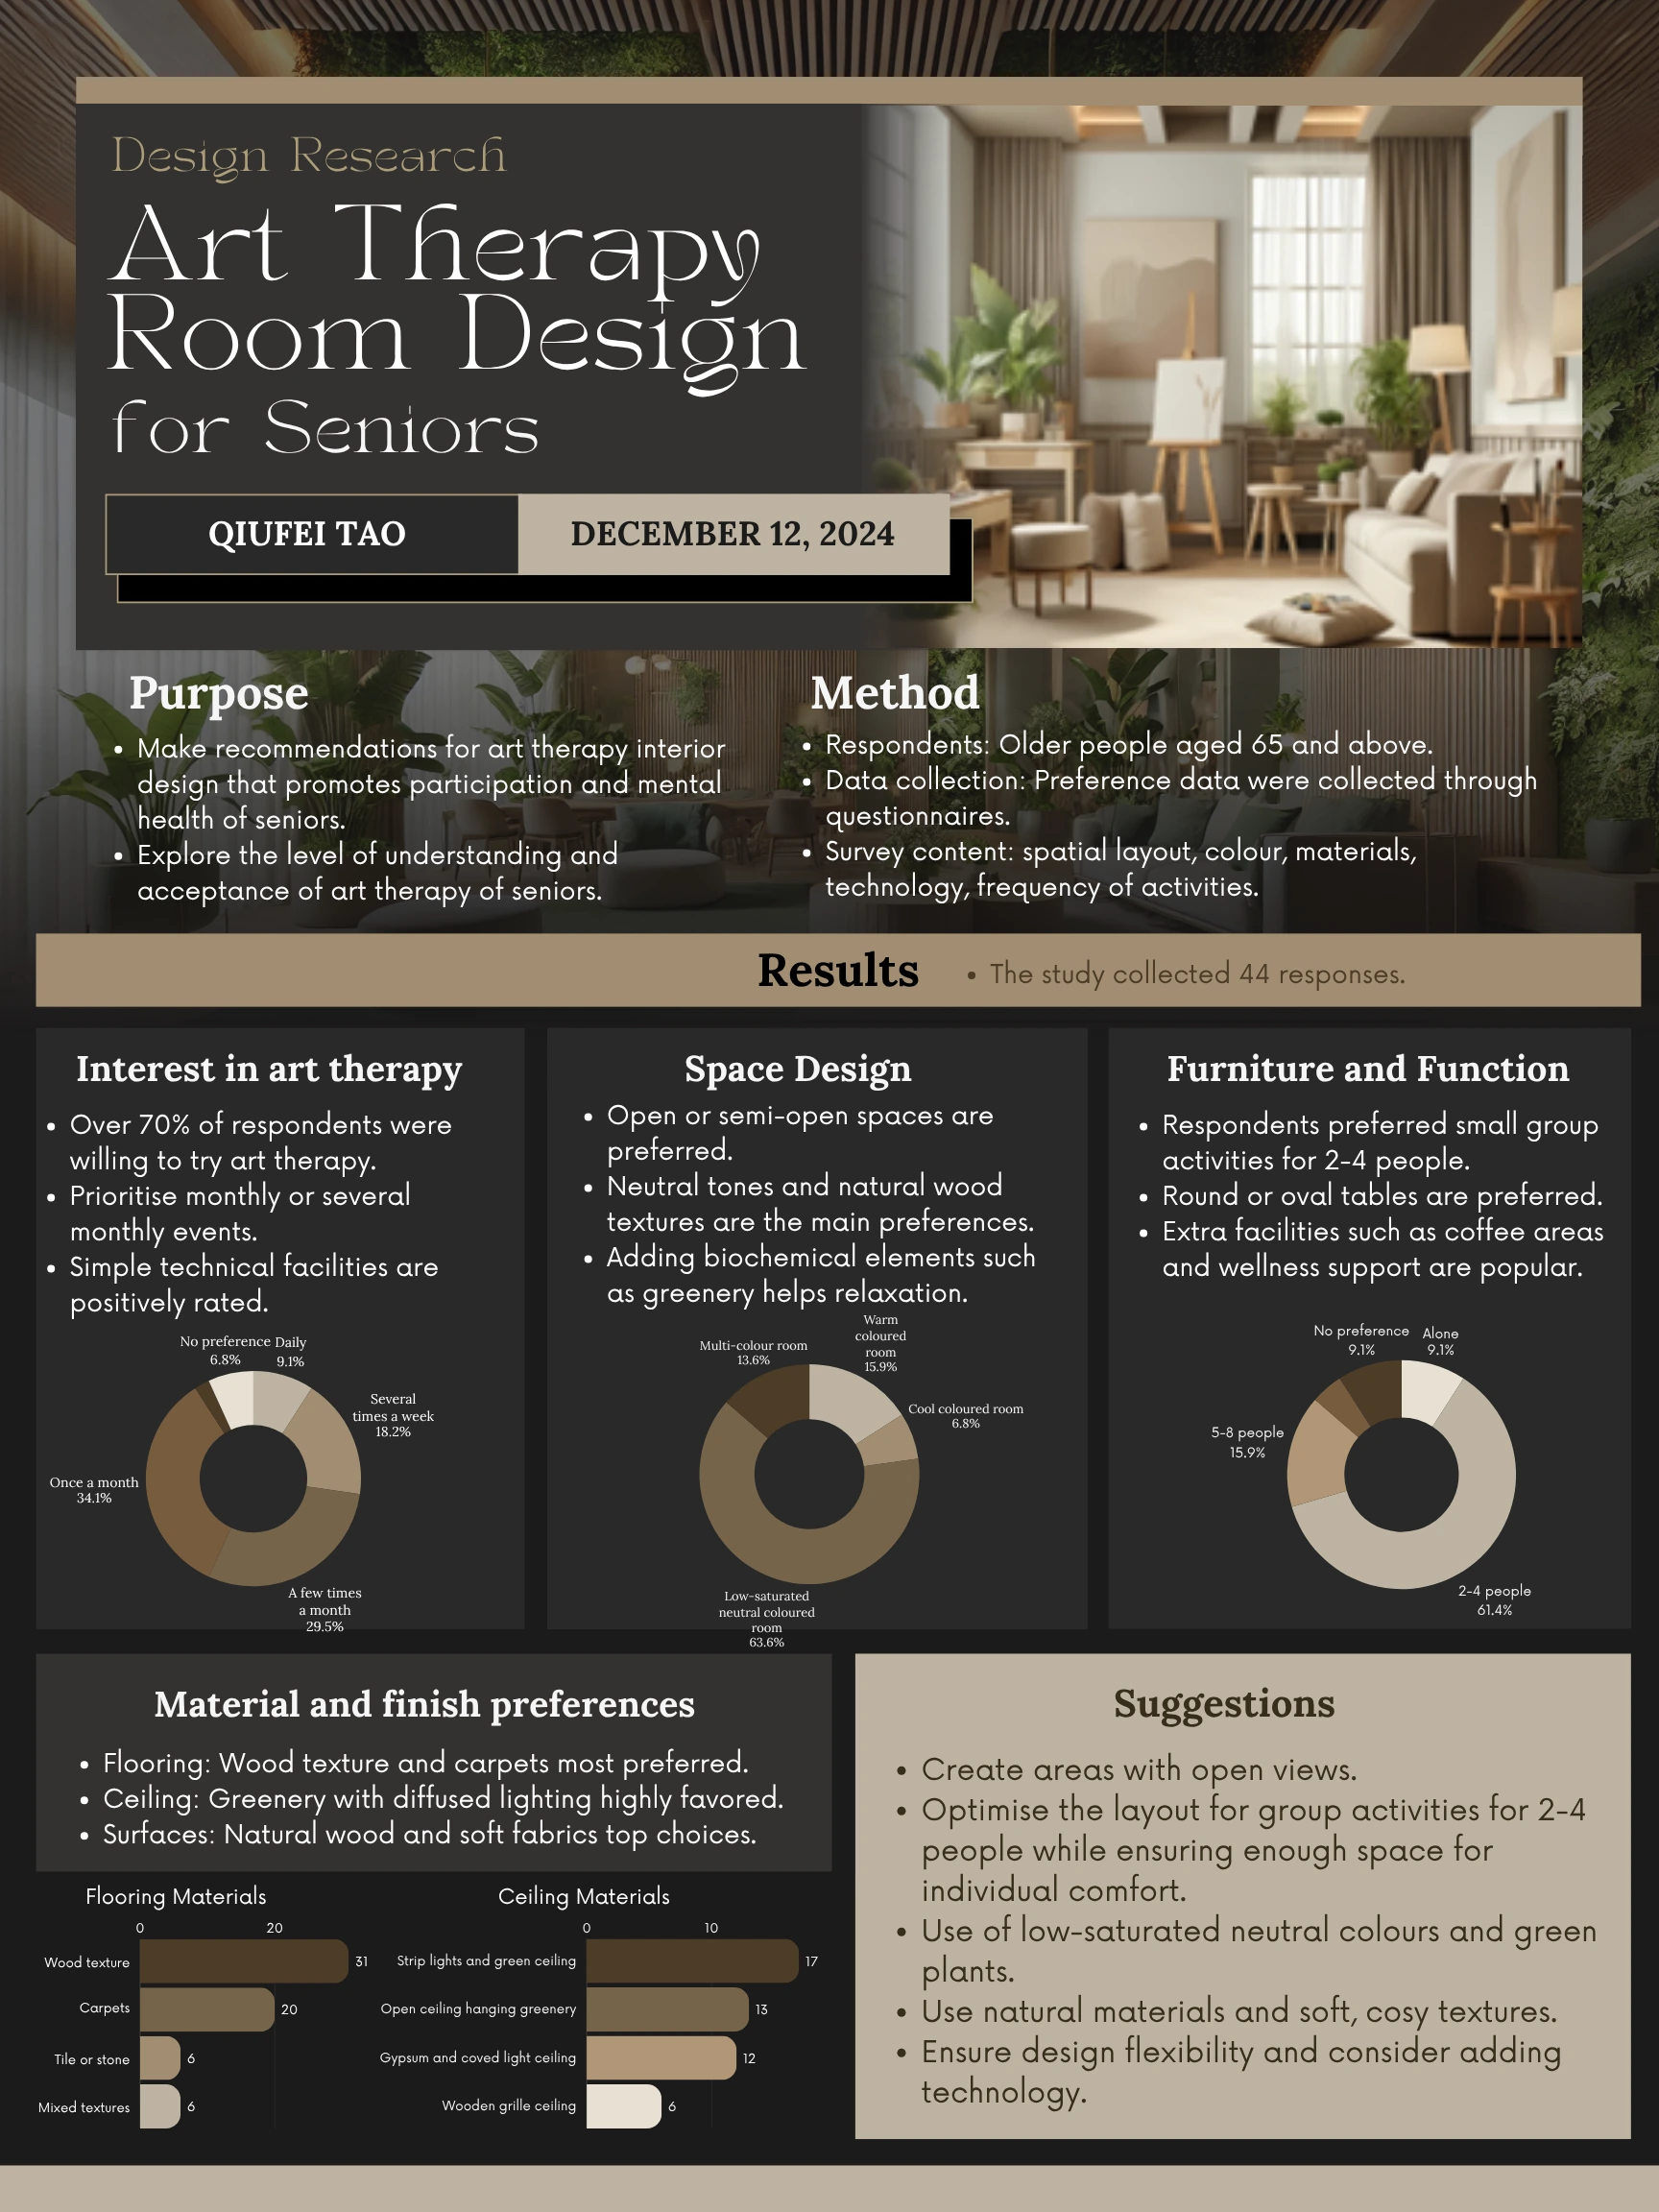 Design Research
Art Therapy
Room Design
for Seniors
QIUFEI TAO
DECEMBER 12, 2024
Purpose
• Make recommendations for art therapy interior
design that promotes participation and mental
health of seniors.
• Explore the level of understanding and
acceptance of art therapy of seniors.
Method
• Respondents: Older people aged 65 and above.
• Data collection: Preference data were collected through
questionnaires.
• Survey content: spatial layout, colour, materials,
technology, frequency of activities.
Results
• The study collected 44 responses.
Interest in art therapy
• Over 70% of respondents were
willing to try art therapy.
• Prioritise monthly or several
monthly events.
• Simple technical facilities are
positively rated.
No preference
6.8%
Daily
9.1%
Several
times a week
18.2%
Once a month
34.1%
A few times
a month
29.5%
Space Design
• Open or semi-open spaces are
preferred.
• Neutral tones and natural wood
textures are the main preferences.
• Adding biochemical elements such
as greenery helps relaxation.
Multi-colour room
13.6%
Warm
coloured
room
15.9%
Cool coloured room
6.8%
Low-saturated
neutral coloured
room
63.6%
Furniture and Function
• Respondents preferred small group
activities for 2-4 people.
• Round or oval tables are preferred.
• Extra facilities such as coffee areas
and wellness support are popular.
No preference
9.1%
Alone
9.1%
5-8 people
15.9%
2-4 people
61.4%
Material and finish preferences
• Flooring: Wood texture and carpets most preferred.
• Ceiling: Greenery with diffused lighting highly favored.
• Surfaces: Natural wood and soft fabrics top choices.
Flooring Materials
0 20
Wood texture 31
Carpets 20
Tile or stone 6
Mixed textures 6
Ceiling Materials
0 10
Strip lights and green ceiling 17
Open ceiling hanging greenery 13
Gypsum and coved light ceiling 12
Wooden grille ceiling 6
Suggestions
• Create areas with open views.
• Optimise the layout for group activities for 2-4
people while ensuring enough space for
individual comfort.
• Use of low-saturated neutral colours and green
plants.
• Use natural materials and soft, cosy textures.
• Ensure design flexibility and consider adding
technology.